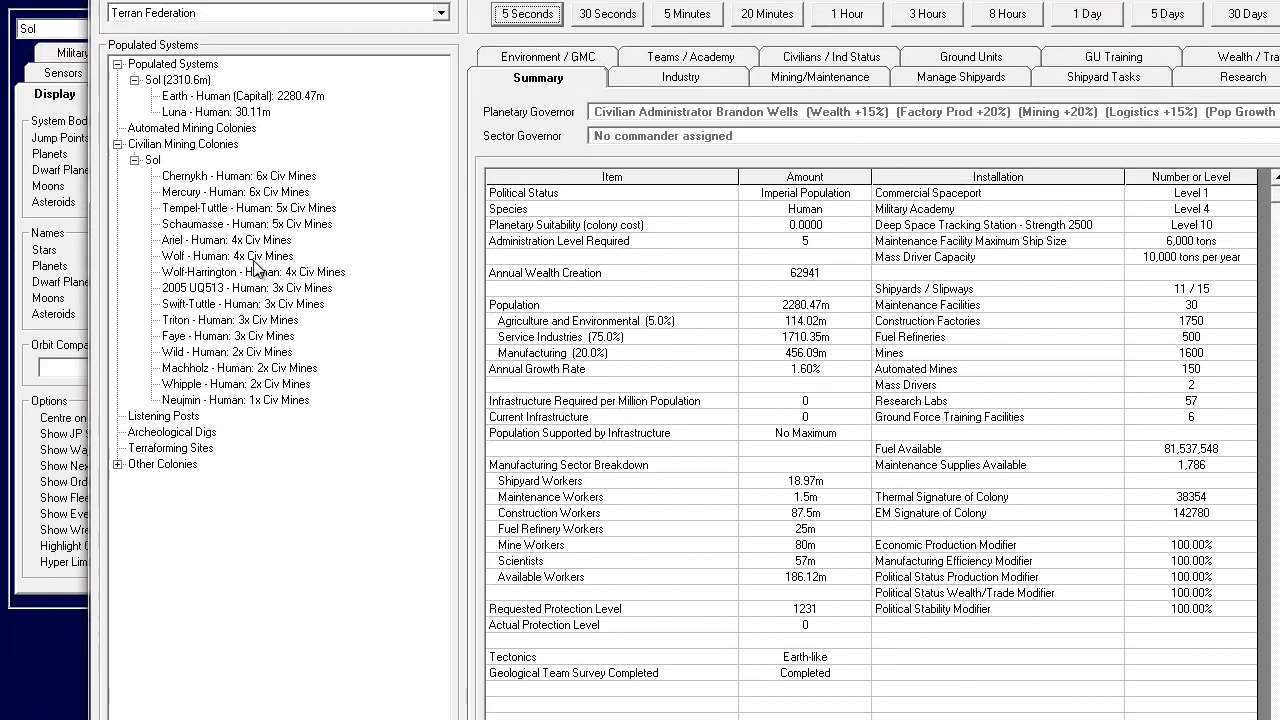 Sol
Military
Sensors
Display
System Bod
Jump Points
Planets
Dwarf Plane
Moons
Asteroids
Names
Stars
Planets
Dwarf Plane
Moons
Asteroids
Orbit Compa
Options
Centre on
Show JP S
Show Wa
Show Nex
Show Ord
Show Flee
Show Eve
Show Wre
Highlight C
Hyper Lim
Terran Federation
Populated Systems
Populated Systems
Sol (2310.6m)
Earth - Human (Capital): 2280.47m
Luna - Human: 30.11m
Automated Mining Colonies
Civilian Mining Colonies
Sol
Chernykh - Human: 6x Civ Mines
Mercury - Human: 6x Civ Mines
Tempel-Tuttle - Human: 5x Civ Mines
Schaumasse - Human: 5x Civ Mines
Ariel - Human: 4x Civ Mines
Wolf - Human: 4x Civ Mines
Wolf-Harrington - Human: 4x Civ Mines
2005 UQ513 - Human: 3x Civ Mines
Swift-Tuttle - Human: 3x Civ Mines
Triton - Human: 3x Civ Mines
Faye - Human: 3x Civ Mines
Wild - Human: 2x Civ Mines
Machholz - Human: 2x Civ Mines
Whipple - Human: 2x Civ Mines
Neujmin - Human: 1x Civ Mines
Listening Posts
Archeological Digs
Terraforming Sites
Other Colonies
5 Seconds 30 Seconds 5 Minutes 20 Minutes 1 Hour 3 Hours 8 Hours 1 Day 5 Days 30 Days
Environment / GMC Teams / Academy Civilians / Ind Status Ground Units GU Training Wealth / Tra
Summary Industry Mining/Maintenance Manage Shipyards Shipyard Tasks Research
Planetary Governor Civilian Administrator Brandon Wells (Wealth +15%) (Factory Prod +20%) (Mining +20%) (Logistics +15%) (Pop Growth
Sector Governor No commander assigned
Item Amount Installation Number or Level
Political Status Imperial Population Commercial Spaceport Level 1
Species Human Military Academy Level 4
Planetary Suitability (colony cost) 0.0000 Deep Space Tracking Station - Strength 2500 Level 10
Administration Level Required 5 Maintenance Facility Maximum Ship Size 6,000 tons
Mass Driver Capacity 10,000 tons per year
Annual Wealth Creation 62941
Shipyards / Slipways 11 / 15
Population 2280.47m Maintenance Facilities 30
Agriculture and Environmental (5.0%) 114.02m Construction Factories 1750
Service Industries (75.0%) 1710.35m Fuel Refineries 500
Manufacturing (20.0%) 456.09m Mines 1600
Annual Growth Rate 1.60% Automated Mines 150
Mass Drivers 2
Infrastructure Required per Million Population 0 Research Labs 57
Current Infrastructure 0 Ground Force Training Facilities 6
Population Supported by Infrastructure No Maximum
Fuel Available 81,537,548
Manufacturing Sector Breakdown Maintenance Supplies Available 1,786
Shipyard Workers 18.97m
Maintenance Workers 1.5m Thermal Signature of Colony 38354
Construction Workers 87.5m EM Signature of Colony 142780
Fuel Refinery Workers 25m
Mine Workers 80m Economic Production Modifier 100.00%
Scientists 57m Manufacturing Efficiency Modifier 100.00%
Available Workers 186.12m Political Status Production Modifier 100.00%
Political Status Wealth/Trade Modifier 100.00%
Requested Protection Level 1231 Political Stability Modifier 100.00%
Actual Protection Level 0
Tectonics Earth-like
Geological Team Survey Completed Completed